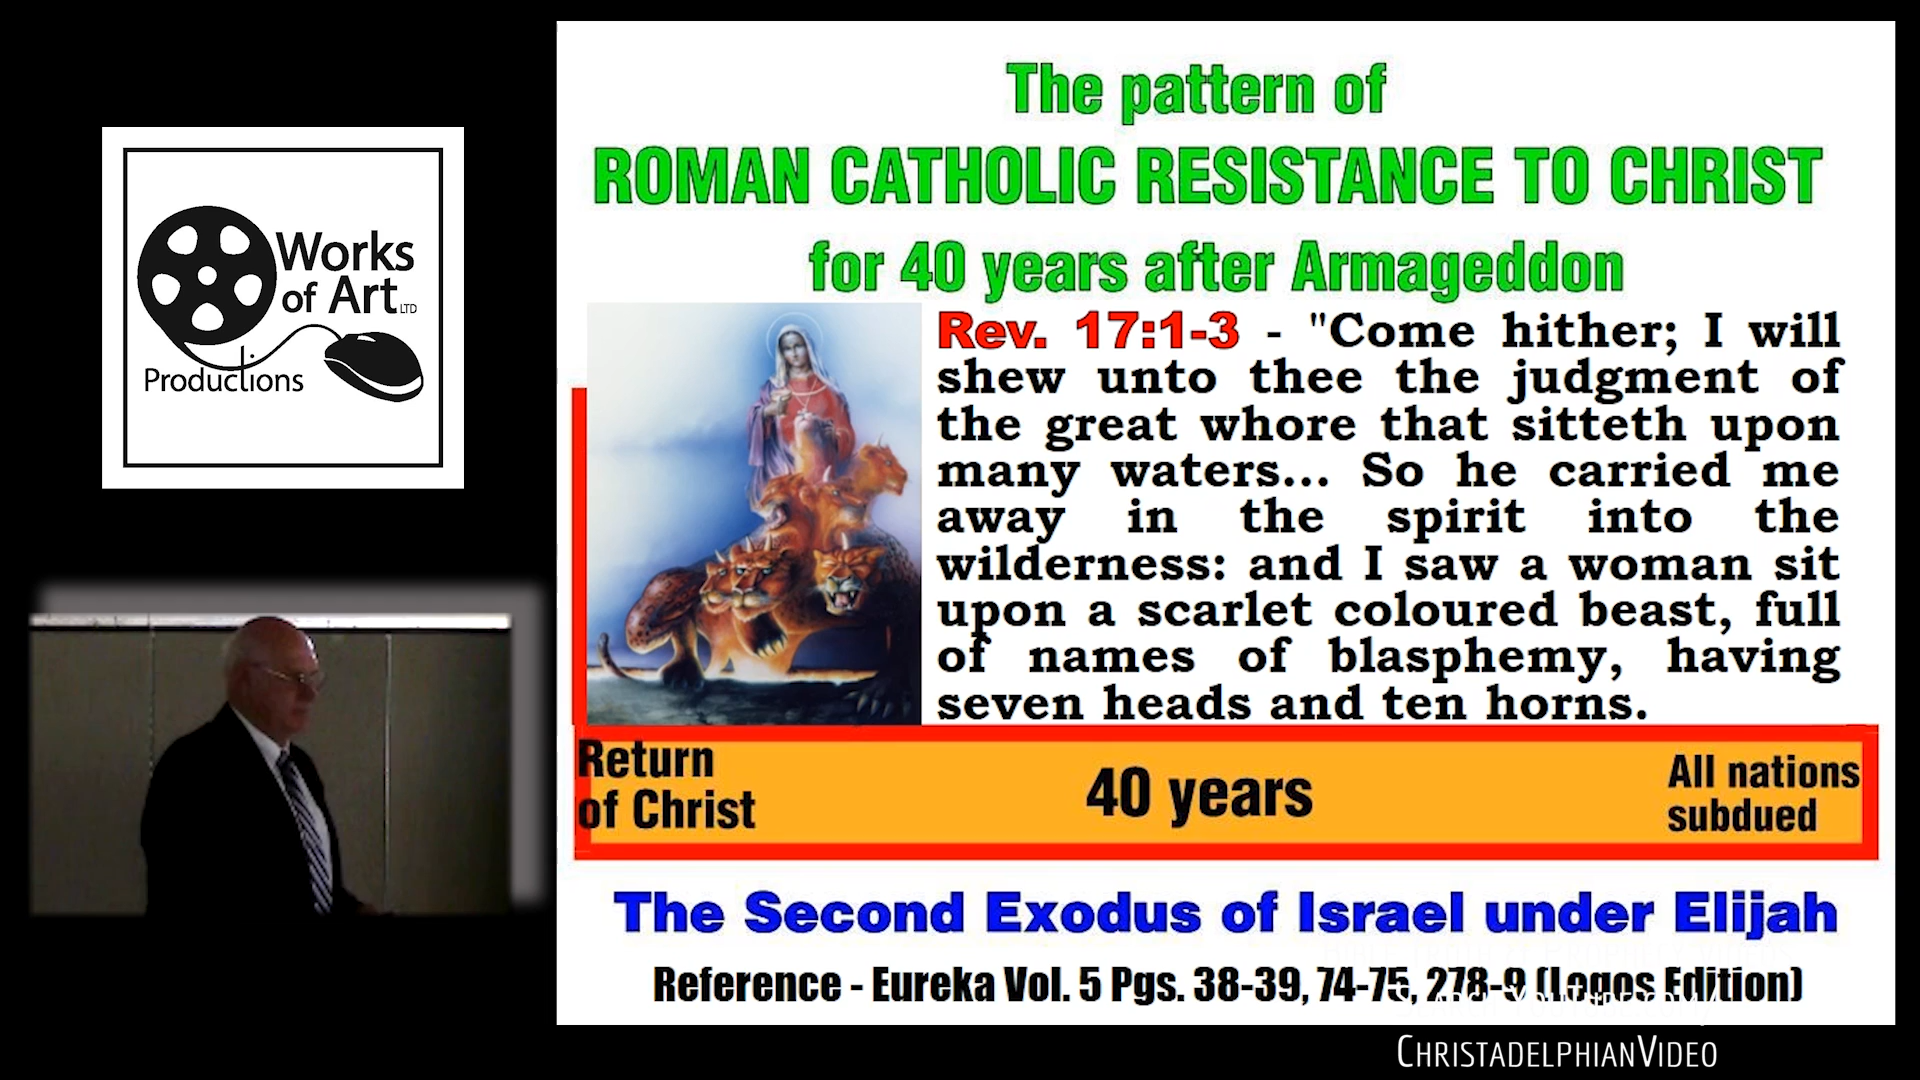 Works
of Art LTD
Productions
The pattern of
ROMAN CATHOLIC RESISTANCE TO CHRIST
for 40 years after Armageddon
Rev. 17:1-3 - "Come hither; I will
shew unto thee the judgment of
the great whore that sitteth upon
many waters... So he carried me
away in the spirit into the
wilderness: and I saw a woman sit
upon a scarlet coloured beast, full
of names of blasphemy, having
seven heads and ten horns.
Return
of Christ
40 years
All nations
subdued
The Second Exodus of Israel under Elijah
Reference - Eureka Vol. 5 Pgs. 38-39, 74-75, 278-9 (Logos Edition)
ChristadelphianVideo